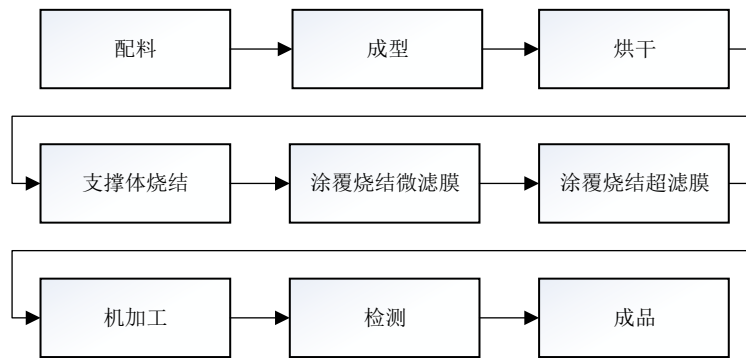 配料
成型
烘干
支撑体烧结
涂覆烧结微滤膜
涂覆烧结超滤膜
机加工
检测
成品